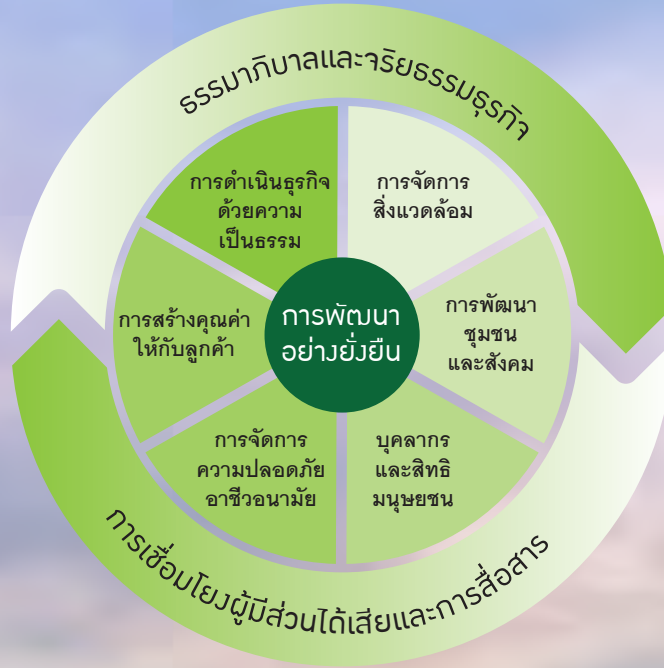 ธรรมาภิบาลและจริยธรรมธุรกิจ
การดำเนินธุรกิจ
ด้วยความ
เป็นธรรม
การจัดการ
สิ่งแวดล้อม
การพัฒนา
ชุมชน
และสังคม
บุคลากร
และสิทธิ
มนุษยชน
การจัดการ
ความปลอดภัย
อาชีวอนามัย
การสร้างคุณค่า
ให้กับลูกค้า
การพัฒนา
อย่างยั่งยืน
การเชื่อมโยงผู้มีส่วนได้เสียและการสื่อสาร